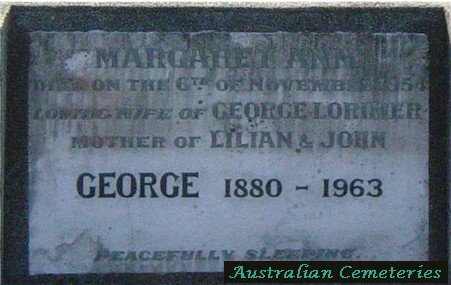 MARGARET ANN
DIED ON THE 6TH OF NOVEMBER 1954
LOVING WIFE OF GEORGE LORIMER
MOTHER OF LILIAN & JOHN
GEORGE 1880 - 1963
PEACEFULLY SLEEPING.
Australian Cemeteries